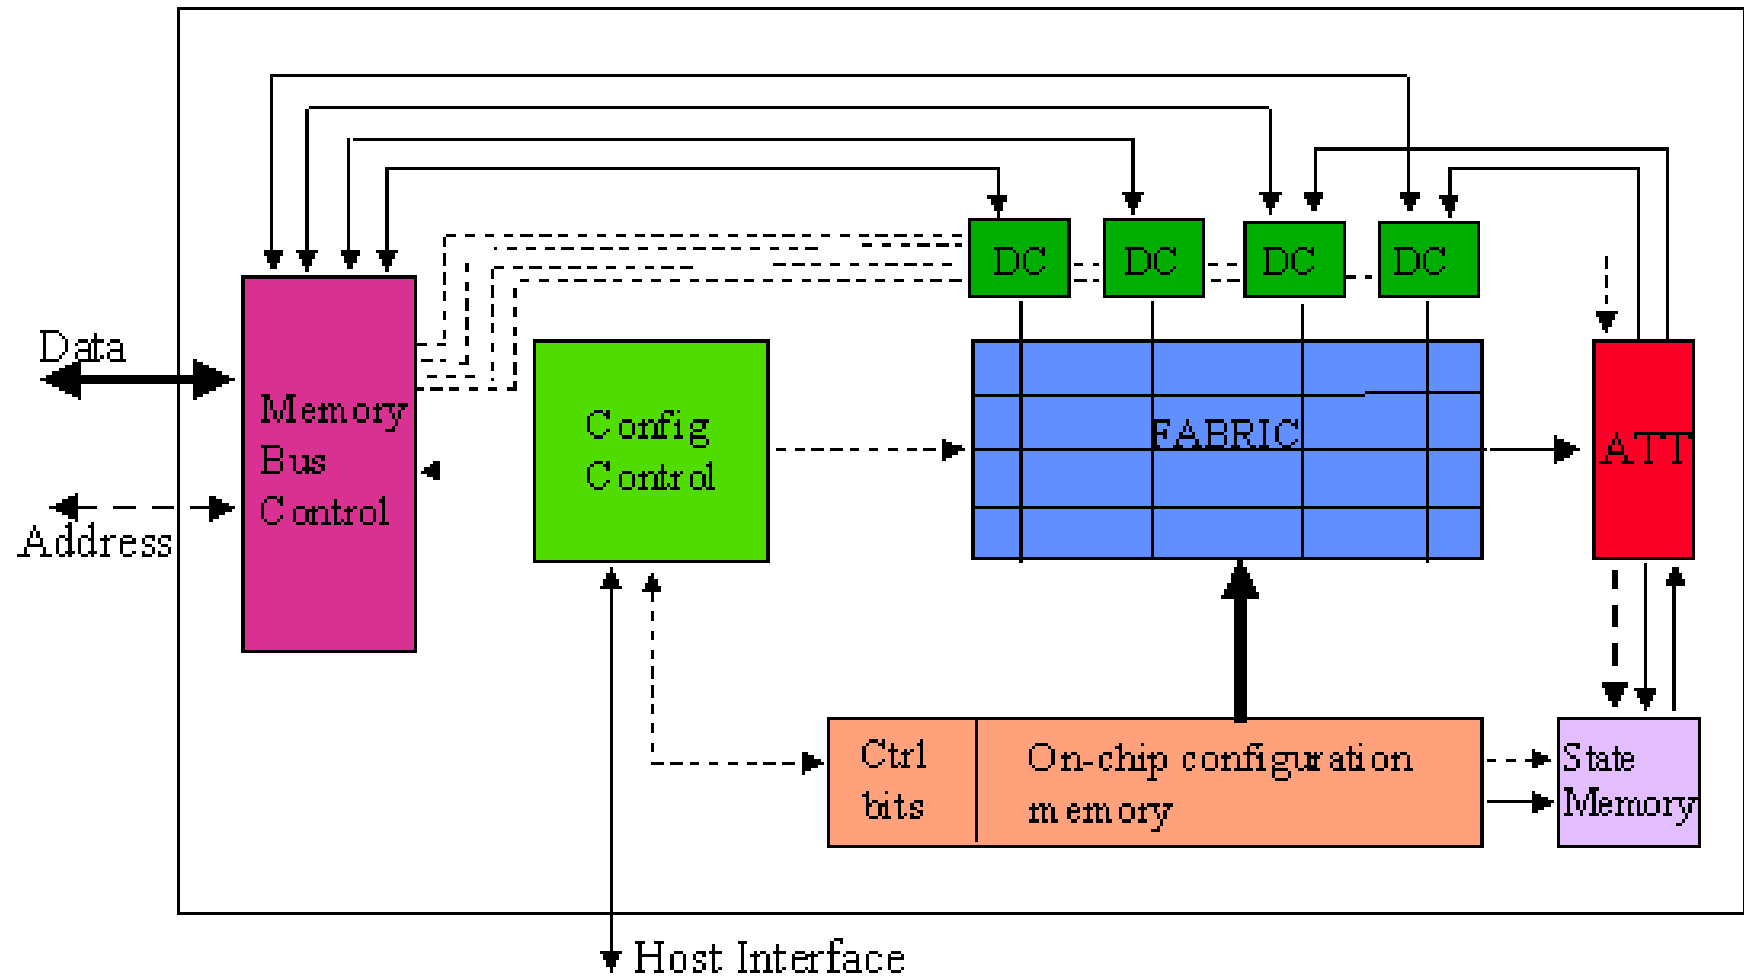 DC
DC
DC
DC
Data
Memory
Bus
Control
Address
Config
Control
FABRIC
ATT
Ctrl
bits
On-chip configuration
memory
State
Memory
Host Interface